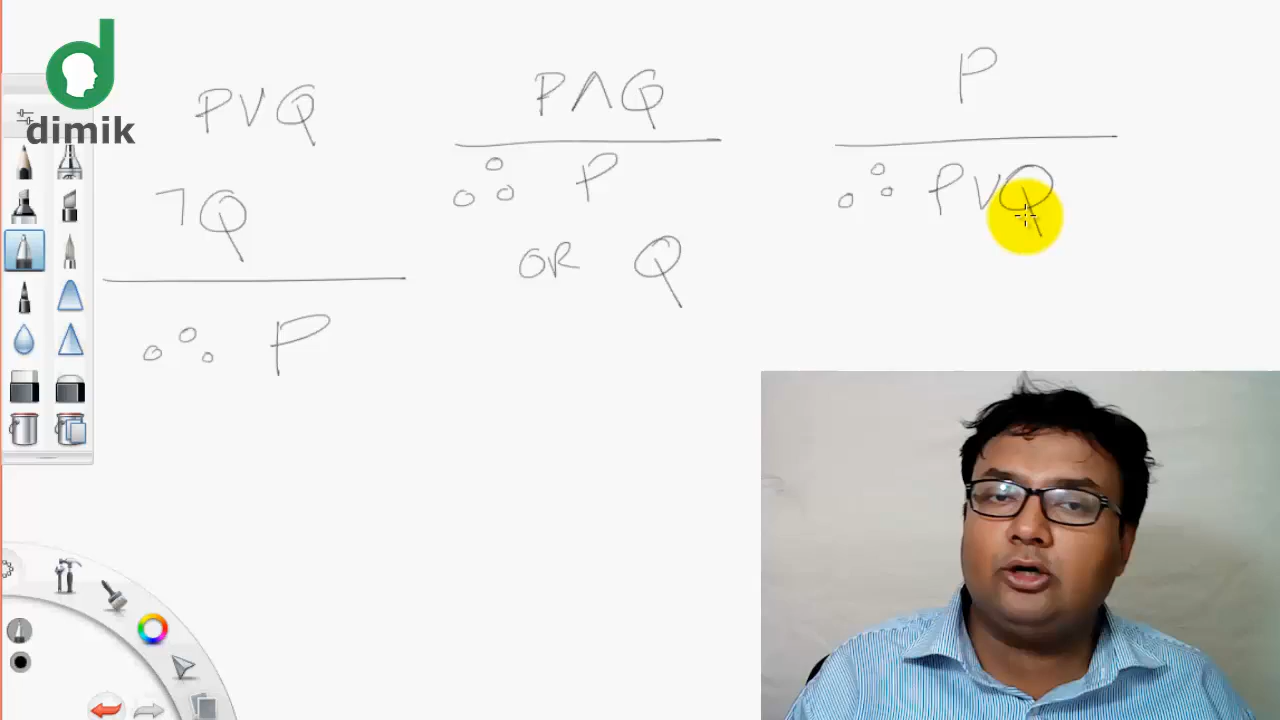 dimik
P∨Q
¬Q
∴ P
P∧Q
∴ P
OR Q
P
∴ P∨Q